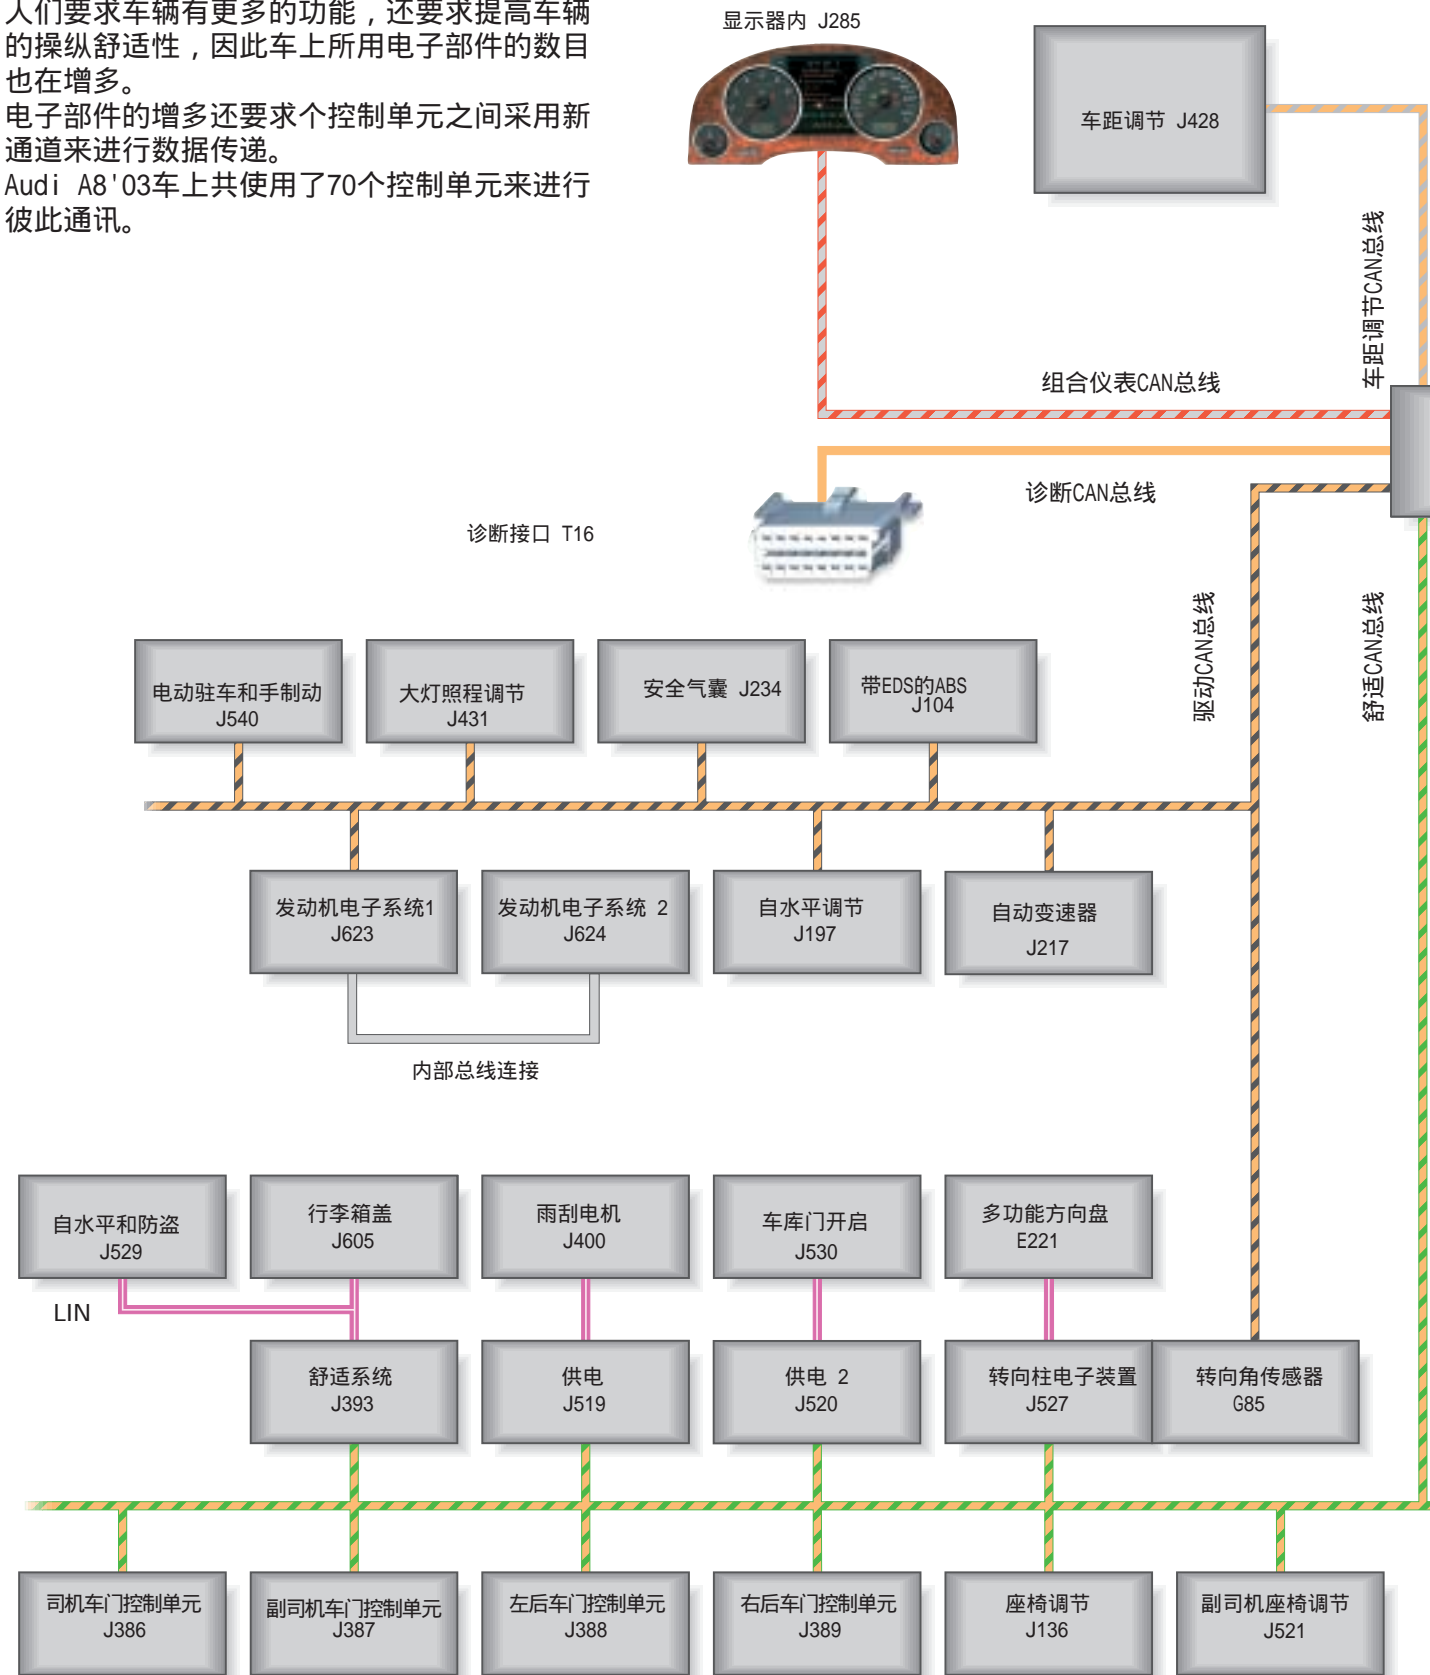 人们要求车辆有更多的功能，还要求提高车辆
的操纵舒适性，因此车上所用电子部件的数目
也在增多。
电子部件的增多还要求个控制单元之间采用新
通道来进行数据传递。
Audi A8'03车上共使用了70个控制单元来进行
彼此通讯。
显示器内 J285
车距调节 J428
车距调节CAN总线
组合仪表CAN总线
诊断CAN总线
诊断接口 T16
驱动CAN总线
舒适CAN总线
电动驻车和手制动
J540
大灯照程调节
J431
安全气囊 J234
带EDS的ABS
J104
发动机电子系统1
J623
发动机电子系统 2
J624
自水平调节
J197
自动变速器
J217
内部总线连接
自水平和防盗
J529
行李箱盖
J605
雨刮电机
J400
车库门开启
J530
多功能方向盘
E221
LIN
舒适系统
J393
供电
J519
供电 2
J520
转向柱电子装置
J527
转向角传感器
G85
司机车门控制单元
J386
副司机车门控制单元
J387
左后车门控制单元
J388
右后车门控制单元
J389
座椅调节
J136
副司机座椅调节
J521